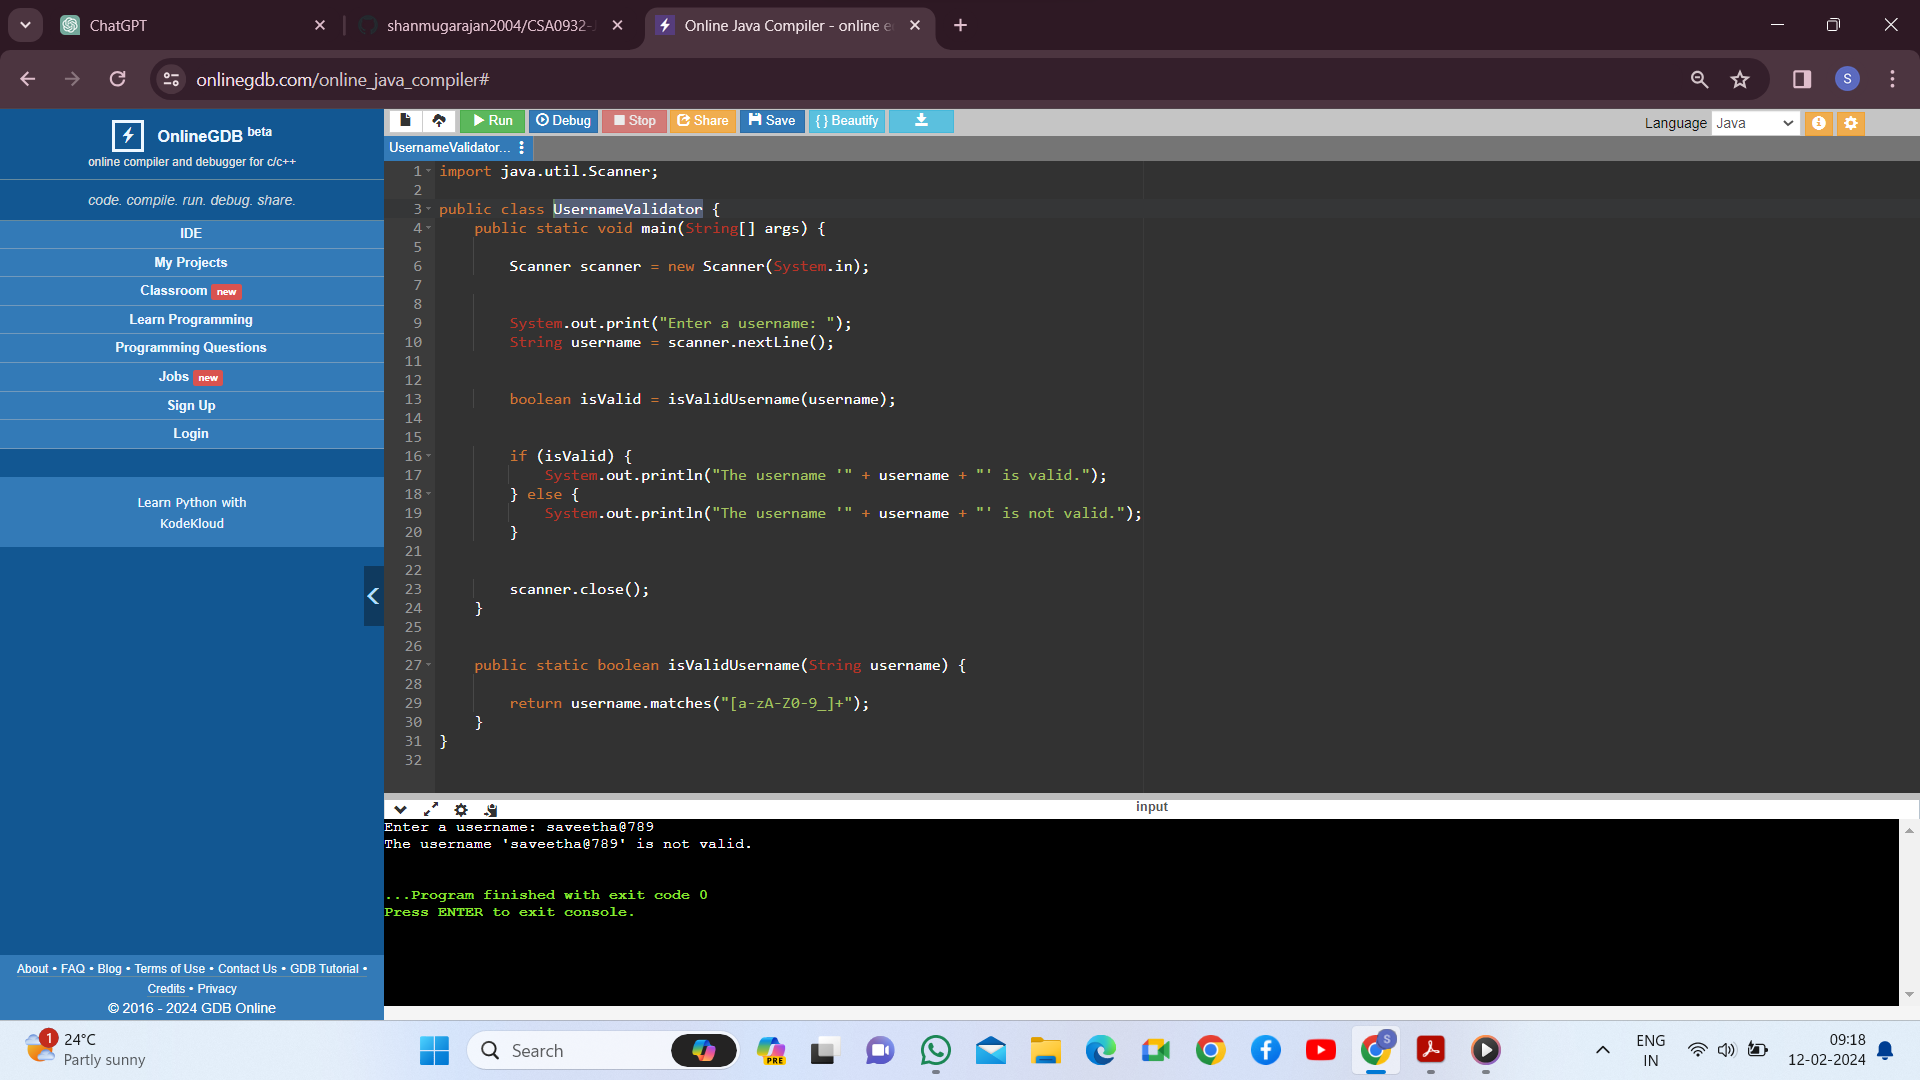 ChatGPT
shanmugarajan2004/CSA0932-
Online Java Compiler - online e
onlinegdb.com/online_java_compiler#
S
OnlineGDB beta
online compiler and debugger for c/c++
code. compile. run. debug. share.
IDE
My Projects
Classroom new
Learn Programming
Programming Questions
Jobs new
Sign Up
Login
Learn Python with
KodeKloud
About • FAQ • Blog • Terms of Use • Contact Us • GDB Tutorial •
Credits • Privacy
© 2016 - 2024 GDB Online
Run Debug Stop Share Save { } Beautify
Language Java
UsernameValidator...
1 import java.util.Scanner;
2
3 public class UsernameValidator {
4 public static void main(String[] args) {
5
6 Scanner scanner = new Scanner(System.in);
7
8
9 System.out.print("Enter a username: ");
10 String username = scanner.nextLine();
11
12
13 boolean isValid = isValidUsername(username);
14
15
16 if (isValid) {
17 System.out.println("The username '" + username + "' is valid.");
18 } else {
19 System.out.println("The username '" + username + "' is not valid.");
20 }
21
22
23 scanner.close();
24 }
25
26
27 public static boolean isValidUsername(String username) {
28
29 return username.matches("[a-zA-Z0-9_]+");
30 }
31 }
32
input
Enter a username: saveetha@789
The username 'saveetha@789' is not valid.
...Program finished with exit code 0
Press ENTER to exit console.
1
24°C
Partly sunny
Search
PRE
S
ENG
IN
09:18
12-02-2024